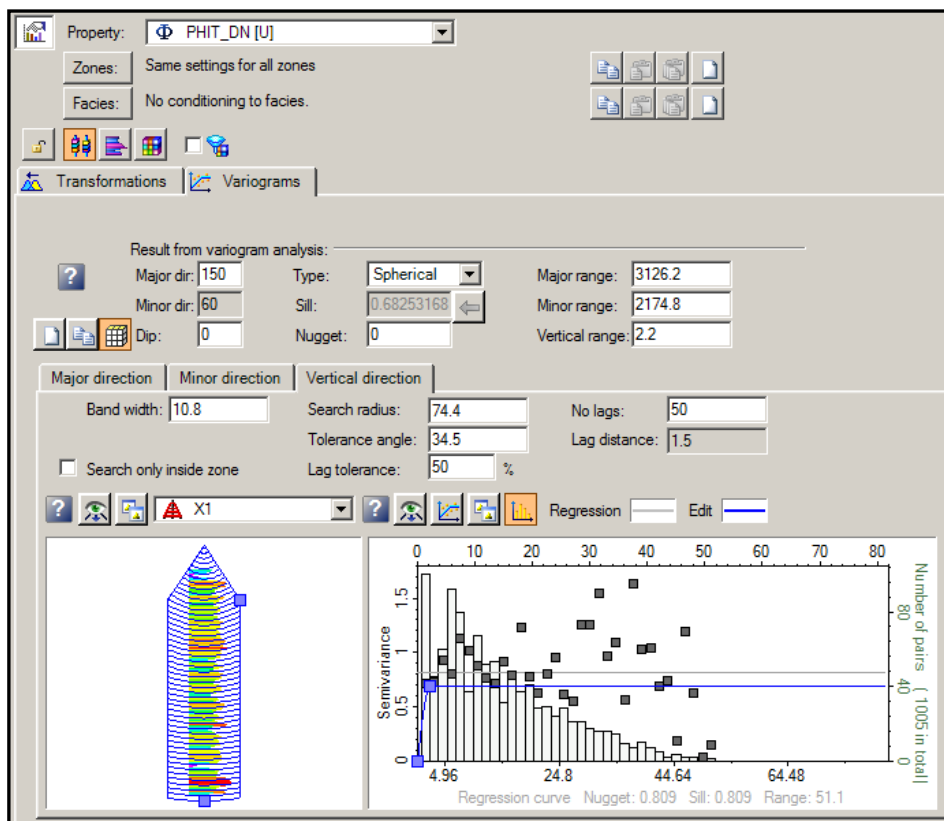 Property: Φ PHIT_DN [U]
Zones: Same settings for all zones
Facies: No conditioning to facies.
Transformations Variograms
Result from variogram analysis:
? Major dir: 150 Type: Spherical Major range: 3126.2
Minor dir: 60 Sill: 0.68253168 Minor range: 2174.8
Dip: 0 Nugget: 0 Vertical range: 2.2
Major direction Minor direction Vertical direction
Band width: 10.8 Search radius: 74.4 No lags: 50
Tolerance angle: 34.5 Lag distance: 1.5
Search only inside zone Lag tolerance: 50 %
? X1 ? Regression Edit
0 10 20 30 40 50 60 70 80
Semivariance
0 0.5 1 1.5
Number of pairs ( 1005 in total)
0 40 80
4.96 24.8 44.64 64.48
Regression curve Nugget: 0.809 Sill: 0.809 Range: 51.1